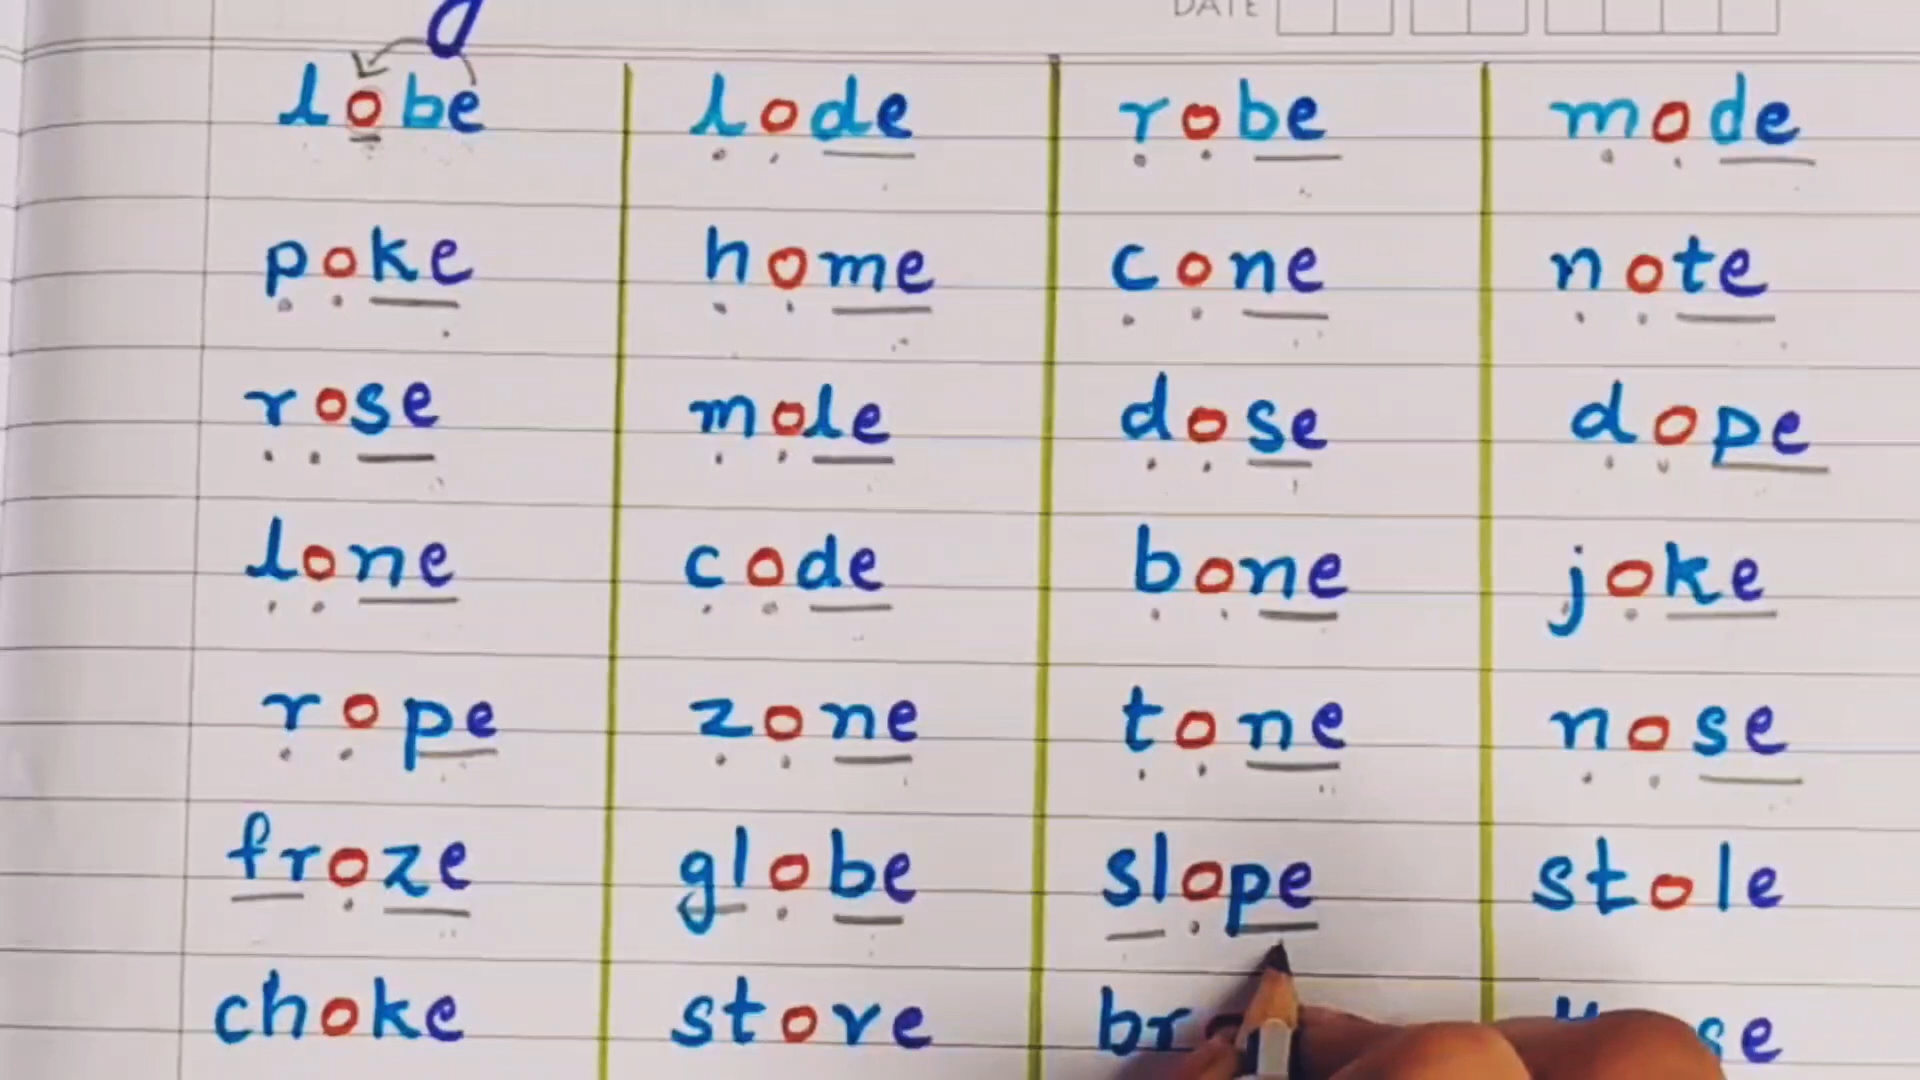 DATE
lobe lode robe mode
poke home cone note
rose mole dose dope
lone code bone joke
rope zone tone nose
froze globe slope stole
choke store